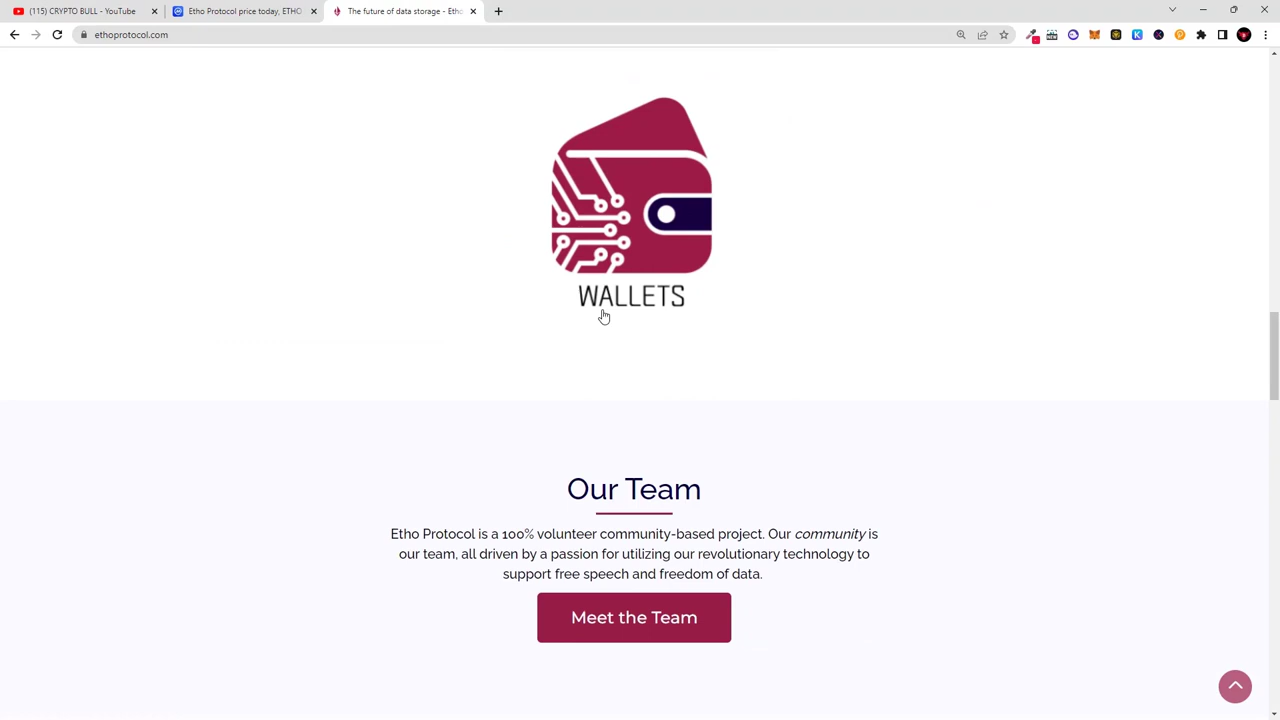 (115) CRYPTO BULL - YouTube
Etho Protocol price today, ETHO
The future of data storage - Etho
ethoprotocol.com
WALLETS
Our Team
Etho Protocol is a 100% volunteer community-based project. Our community is
our team, all driven by a passion for utilizing our revolutionary technology to
support free speech and freedom of data.
Meet the Team